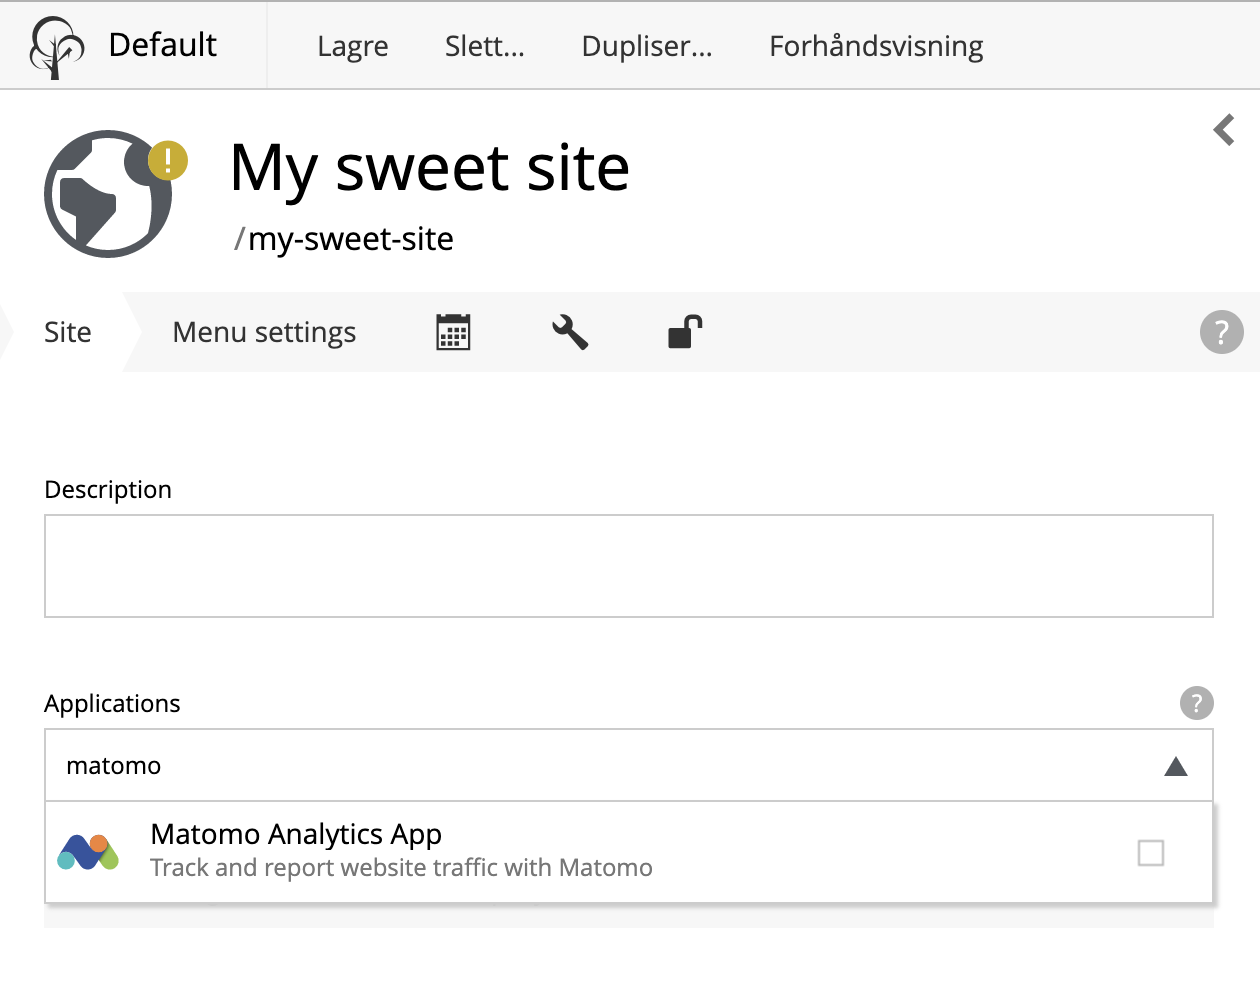 Default Lagre Slett... Dupliser... Forhåndsvisning
My sweet site
/my-sweet-site
Site Menu settings ?
Description
Applications ?
matomo
Matomo Analytics App
Track and report website traffic with Matomo